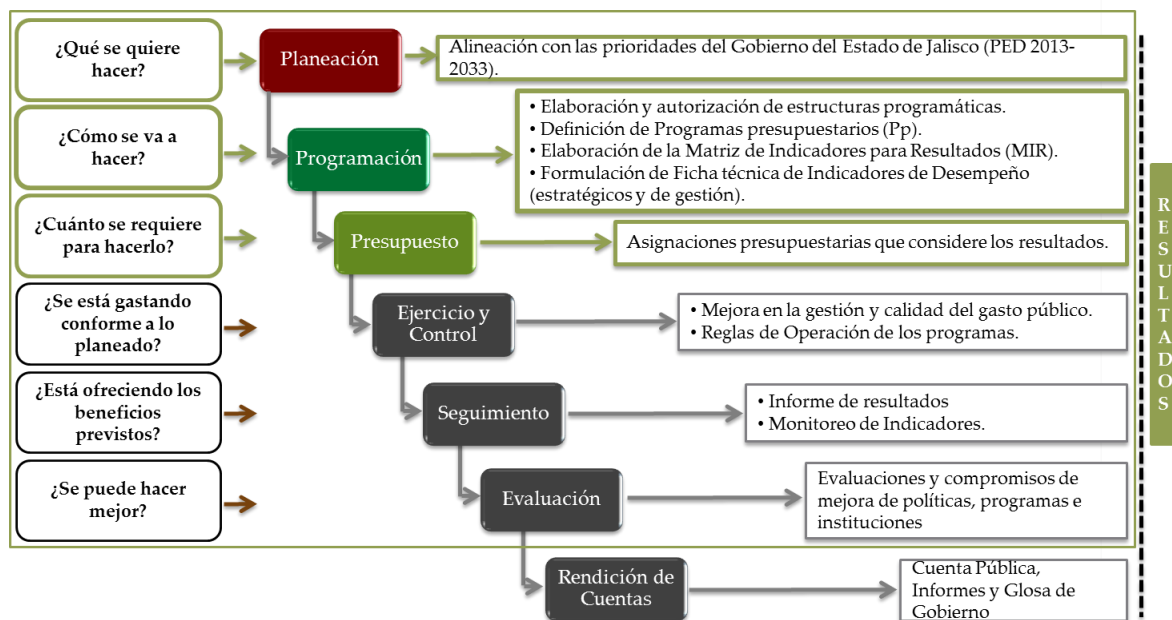 ¿Qué se quiere
hacer?
Planeación
Alineación con las prioridades del Gobierno del Estado de Jalisco (PED 2013-
2033).
¿Cómo se va a
hacer?
Programación
• Elaboración y autorización de estructuras programáticas.
• Definición de Programas presupuestarios (Pp).
• Elaboración de la Matriz de Indicadores para Resultados (MIR).
• Formulación de Ficha técnica de Indicadores de Desempeño
(estratégicos y de gestión).
¿Cuánto se requiere
para hacerlo?
Presupuesto
Asignaciones presupuestarias que considere los resultados.
¿Se está gastando
conforme a lo
planeado?
Ejercicio y
Control
• Mejora en la gestión y calidad del gasto público.
• Reglas de Operación de los programas.
¿Está ofreciendo los
beneficios
previstos?
Seguimiento
• Informe de resultados
• Monitoreo de Indicadores.
¿Se puede hacer
mejor?
Evaluación
Evaluaciones y compromisos de
mejora de políticas, programas e
instituciones
Rendición de
Cuentas
Cuenta Pública,
Informes y Glosa de
Gobierno
RESULTADOS